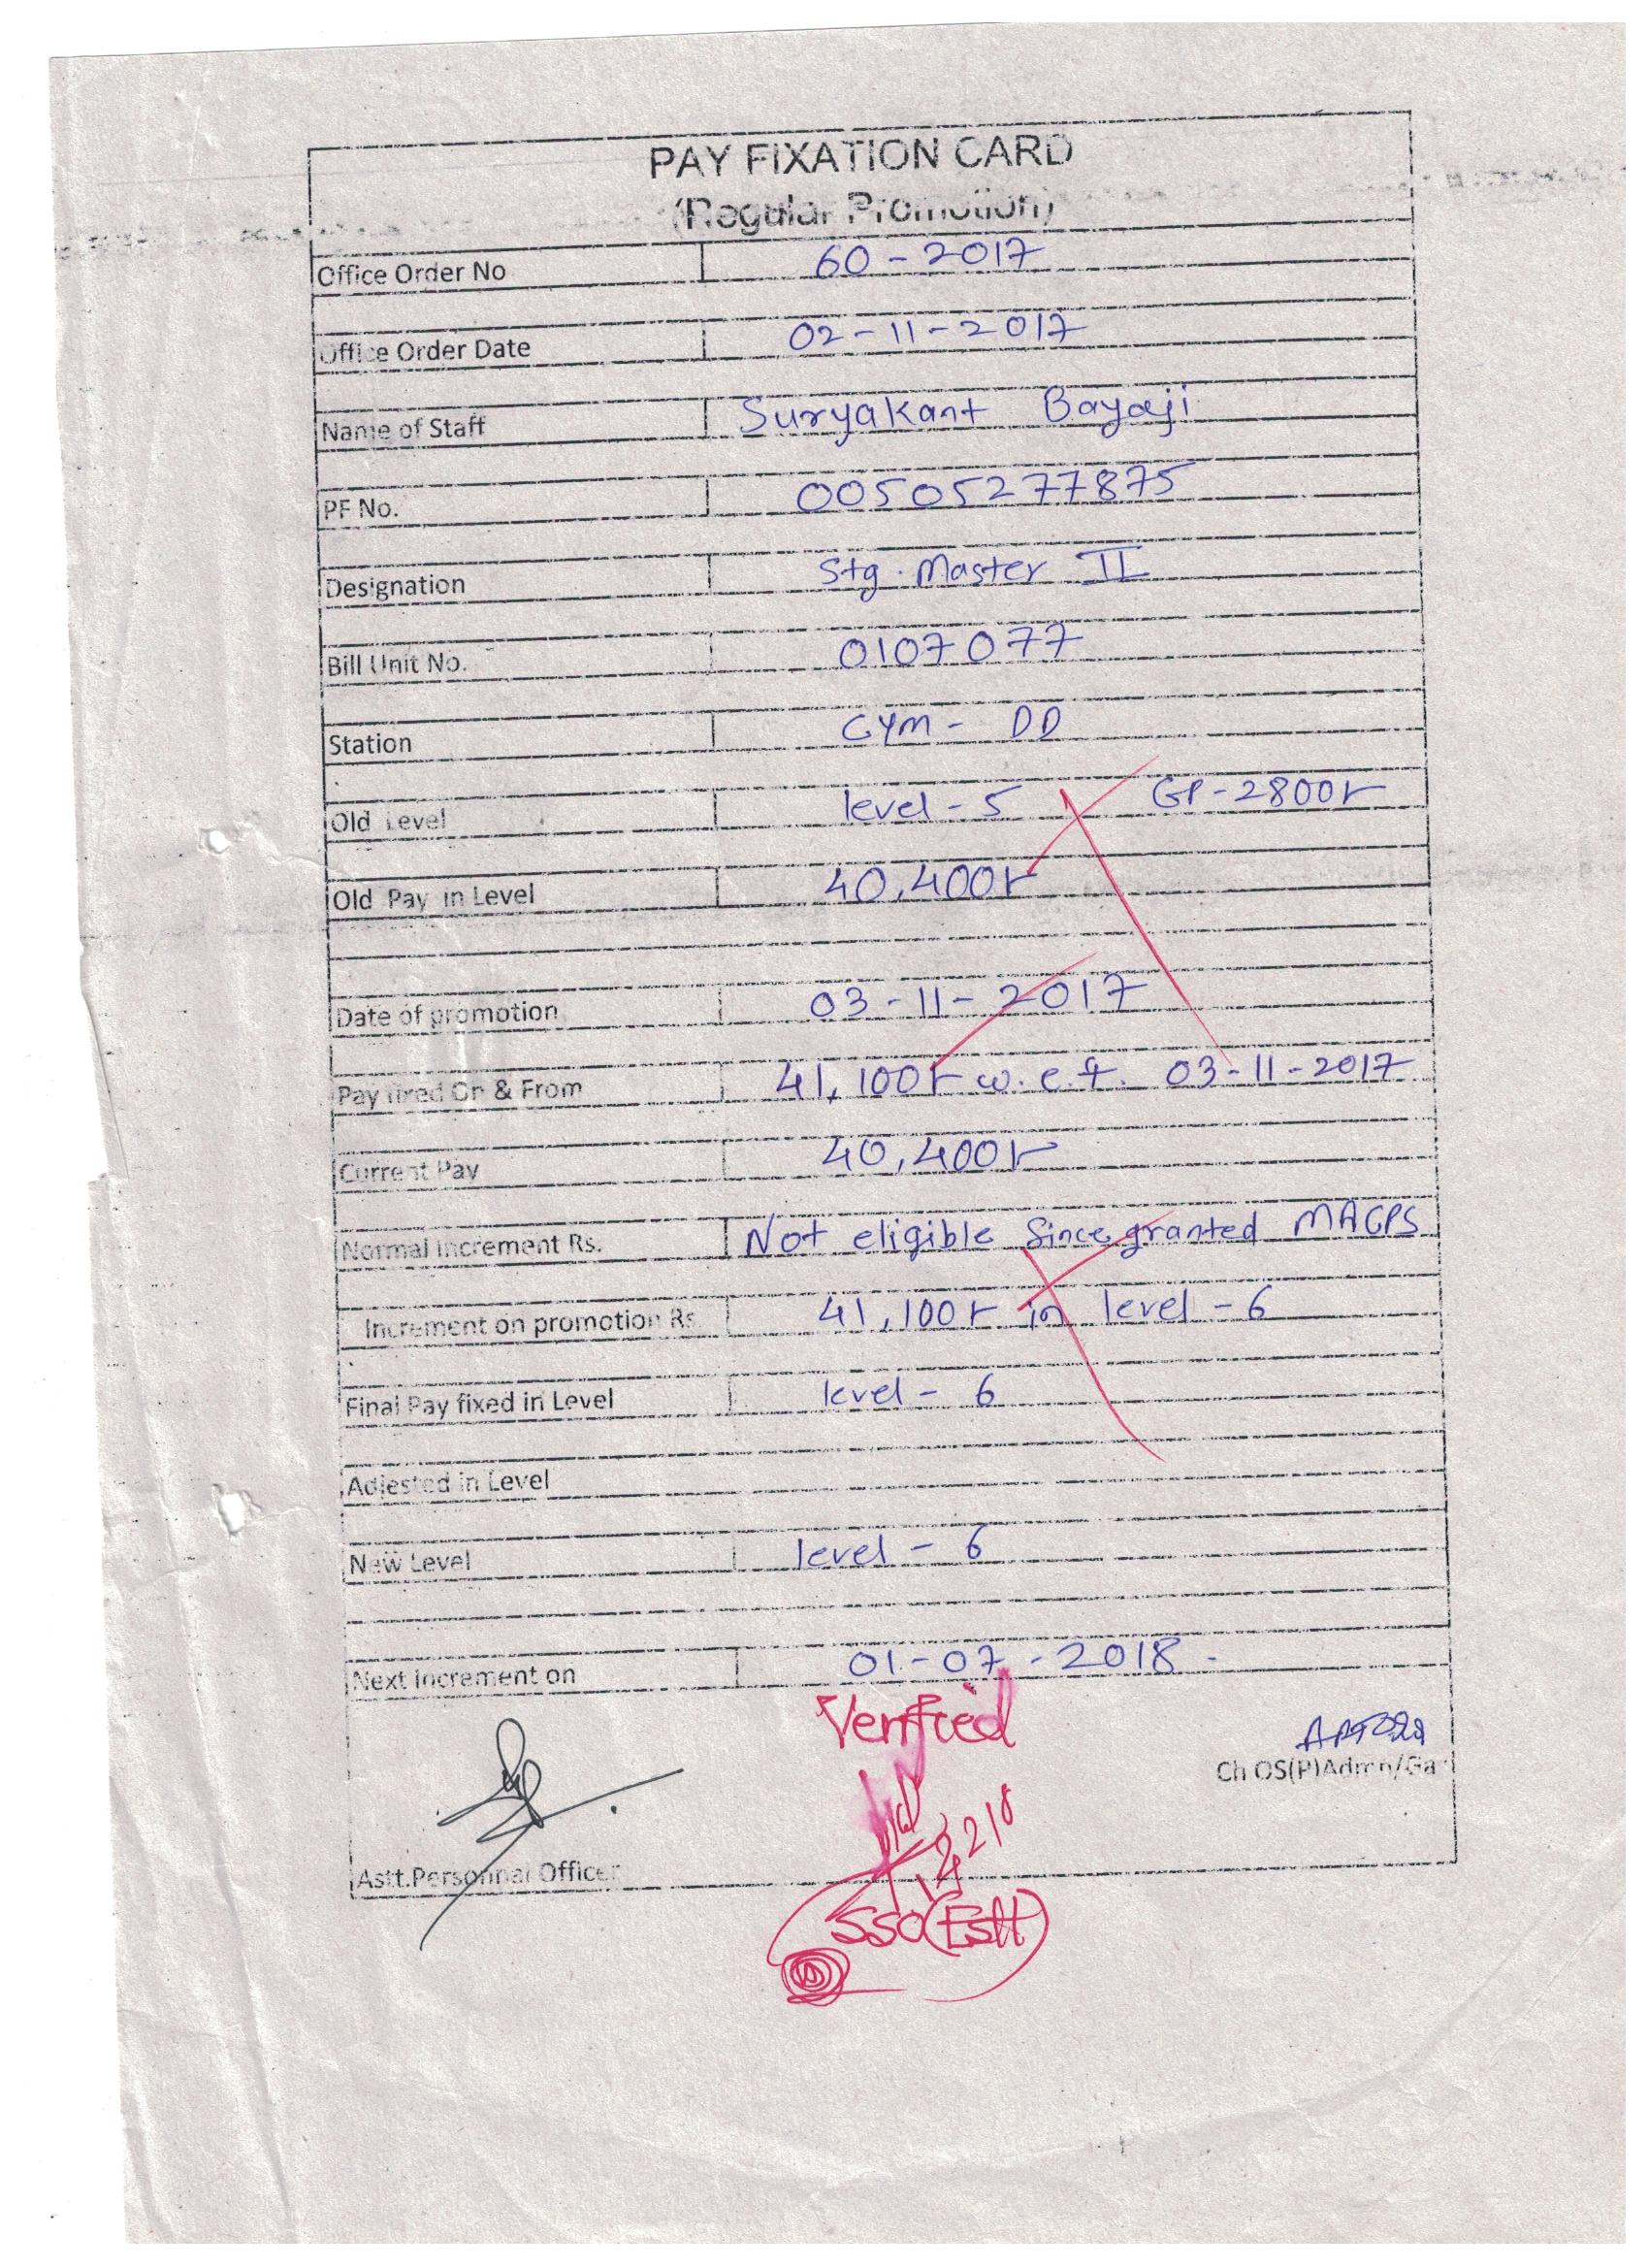 PAY FIXATION CARD
(Regular Promotion)
Office Order No 60 - 2017
Office Order Date 02 - 11 - 2017
Name of Staff Suryakant Bayaji
PF No. 00505277875
Designation Stg. Master II
Bill Unit No. 0107077
Station CYM - DD
Old Level level - 5 GP - 2800/-
Old Pay in Level 40,400/-
Date of promotion 03 - 11 - 2017
Pay fixed On & From 41,100/- w.e.f. 03 - 11 - 2017
Current Pay 40,400/-
Normal Increment Rs. Not eligible Since granted MACPS
Increment on promotion Rs 41,100/- in level - 6
Final Pay fixed in Level level - 6
Adjested in Level
New Level level - 6
Next Increment on 01 - 07 - 2018 -
Verified
Ch OS(P)Admn/
Astt.Personnal Officer
SSO(Estt)